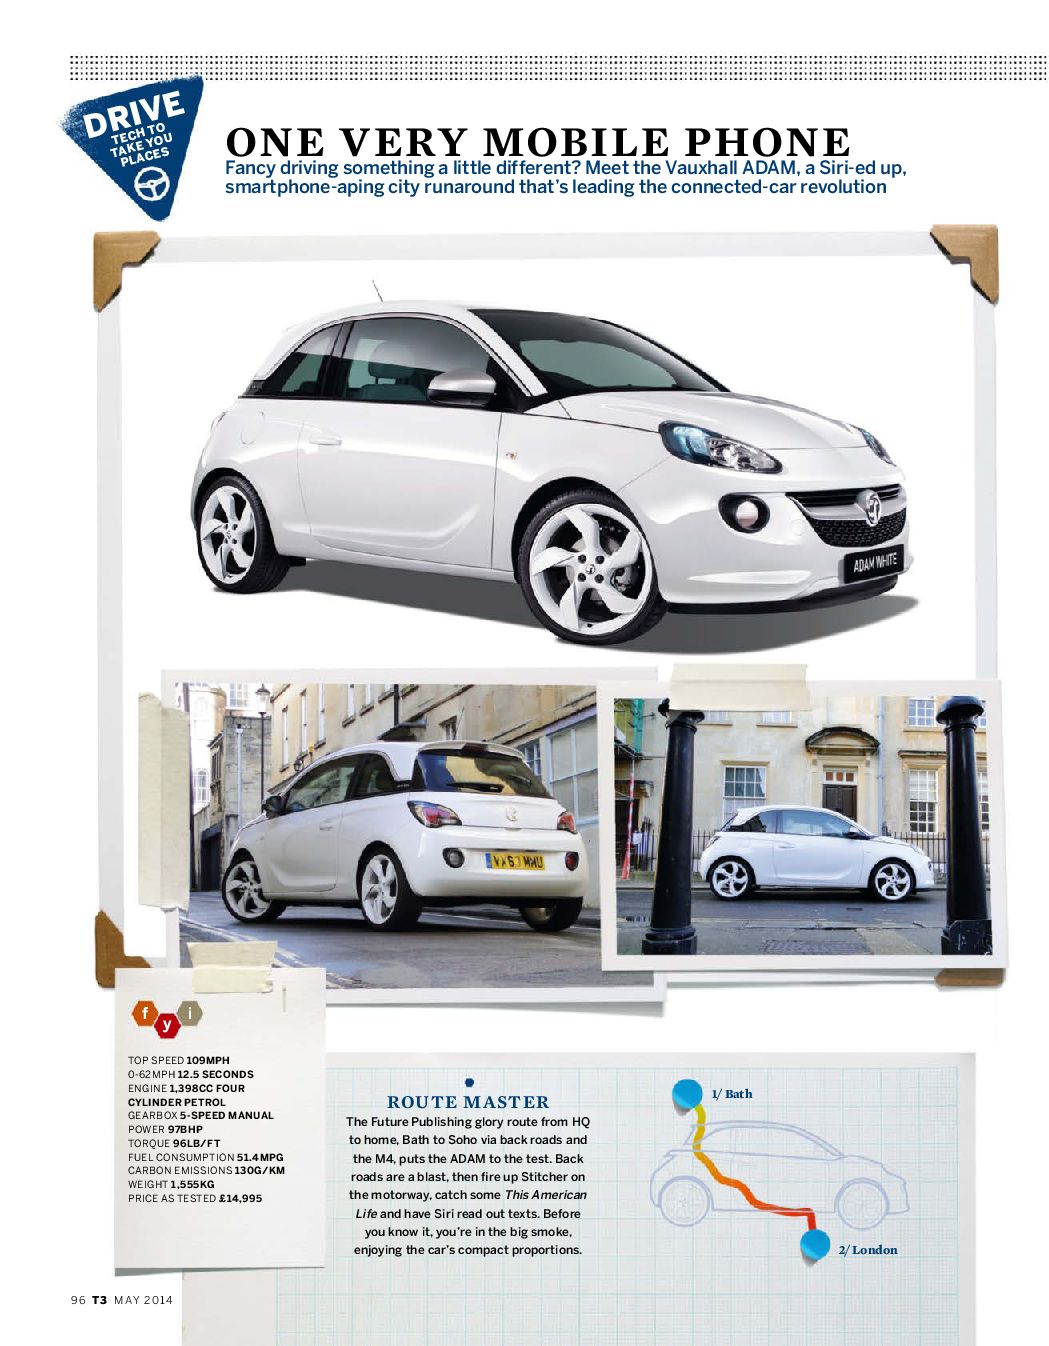 DRIVE
TECH TO
TAKE YOU
PLACES
ONE VERY MOBILE PHONE
Fancy driving something a little different? Meet the Vauxhall ADAM, a Siri-ed up,
smartphone-aping city runaround that’s leading the connected-car revolution
ADAM WHITE
VX63 MWU
f y i
TOP SPEED 109MPH
0-62MPH 12.5 SECONDS
ENGINE 1,398CC FOUR
CYLINDER PETROL
GEARBOX 5-SPEED MANUAL
POWER 97BHP
TORQUE 96LB/FT
FUEL CONSUMPTION 51.4MPG
CARBON EMISSIONS 130G/KM
WEIGHT 1,555KG
PRICE AS TESTED £14,995
ROUTE MASTER
The Future Publishing glory route from HQ
to home, Bath to Soho via back roads and
the M4, puts the ADAM to the test. Back
roads are a blast, then fire up Stitcher on
the motorway, catch some This American
Life and have Siri read out texts. Before
you know it, you’re in the big smoke,
enjoying the car’s compact proportions.
1/ Bath
2/ London
96 T3 MAY 2014